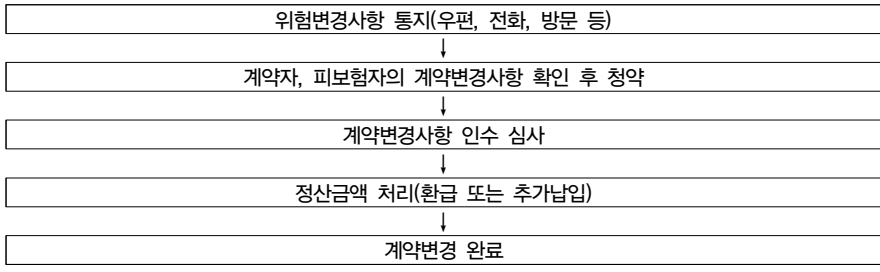 위험변경사항 통지(우편, 전화, 방문 등)
계약자, 피보험자의 계약변경사항 확인 후 청약
계약변경사항 인수 심사
정산금액 처리(환급 또는 추가납입)
계약변경 완료